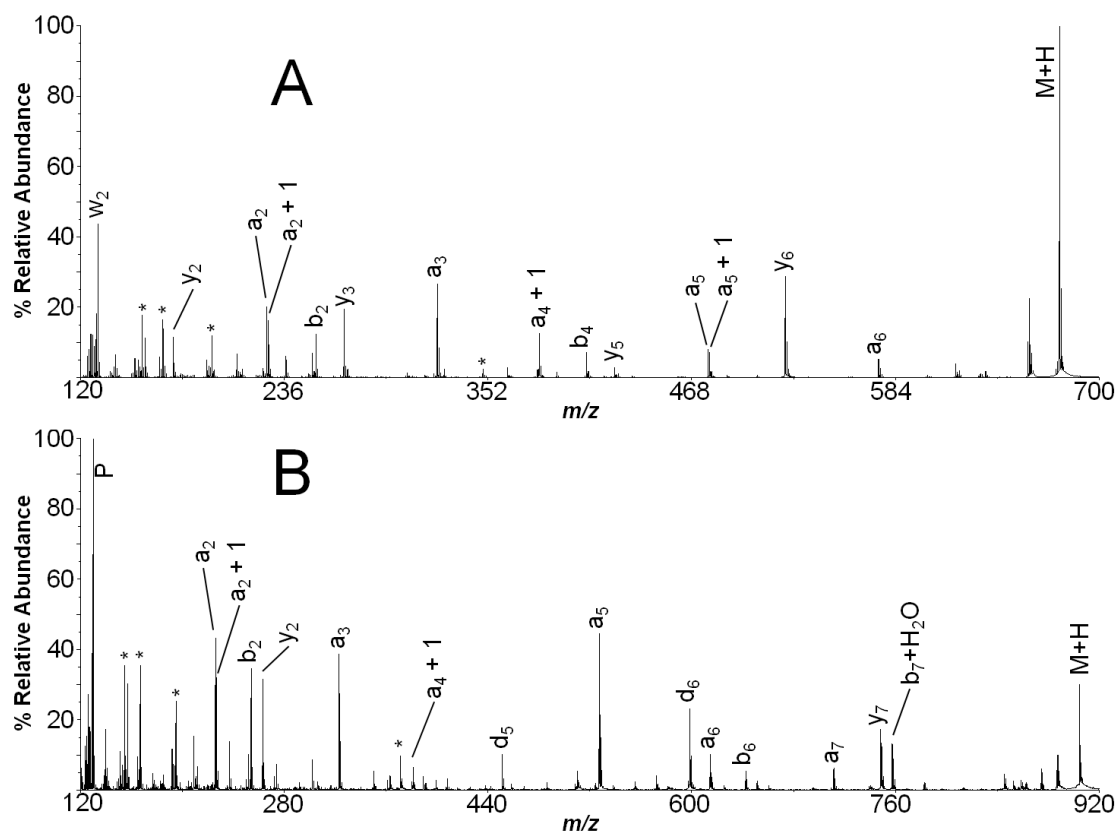 A
% Relative Abundance
100
80
60
40
20
w₂
*
*
y₂
*
a₂
a₂ + 1
b₂
y₃
a₃
*
a₄ + 1
b₄
y₅
a₅
a₅ + 1
y₆
a₆
M+H
120 236 352 468 584 700
m/z
B
% Relative Abundance
100
80
60
40
20
0
P
*
*
*
a₂
a₂ + 1
b₂
y₂
a₃
*
a₄ + 1
d₅
a₅
d₆
a₆
b₆
a₇
y₇
b₇+H₂O
M+H
120 280 440 600 760 920
m/z